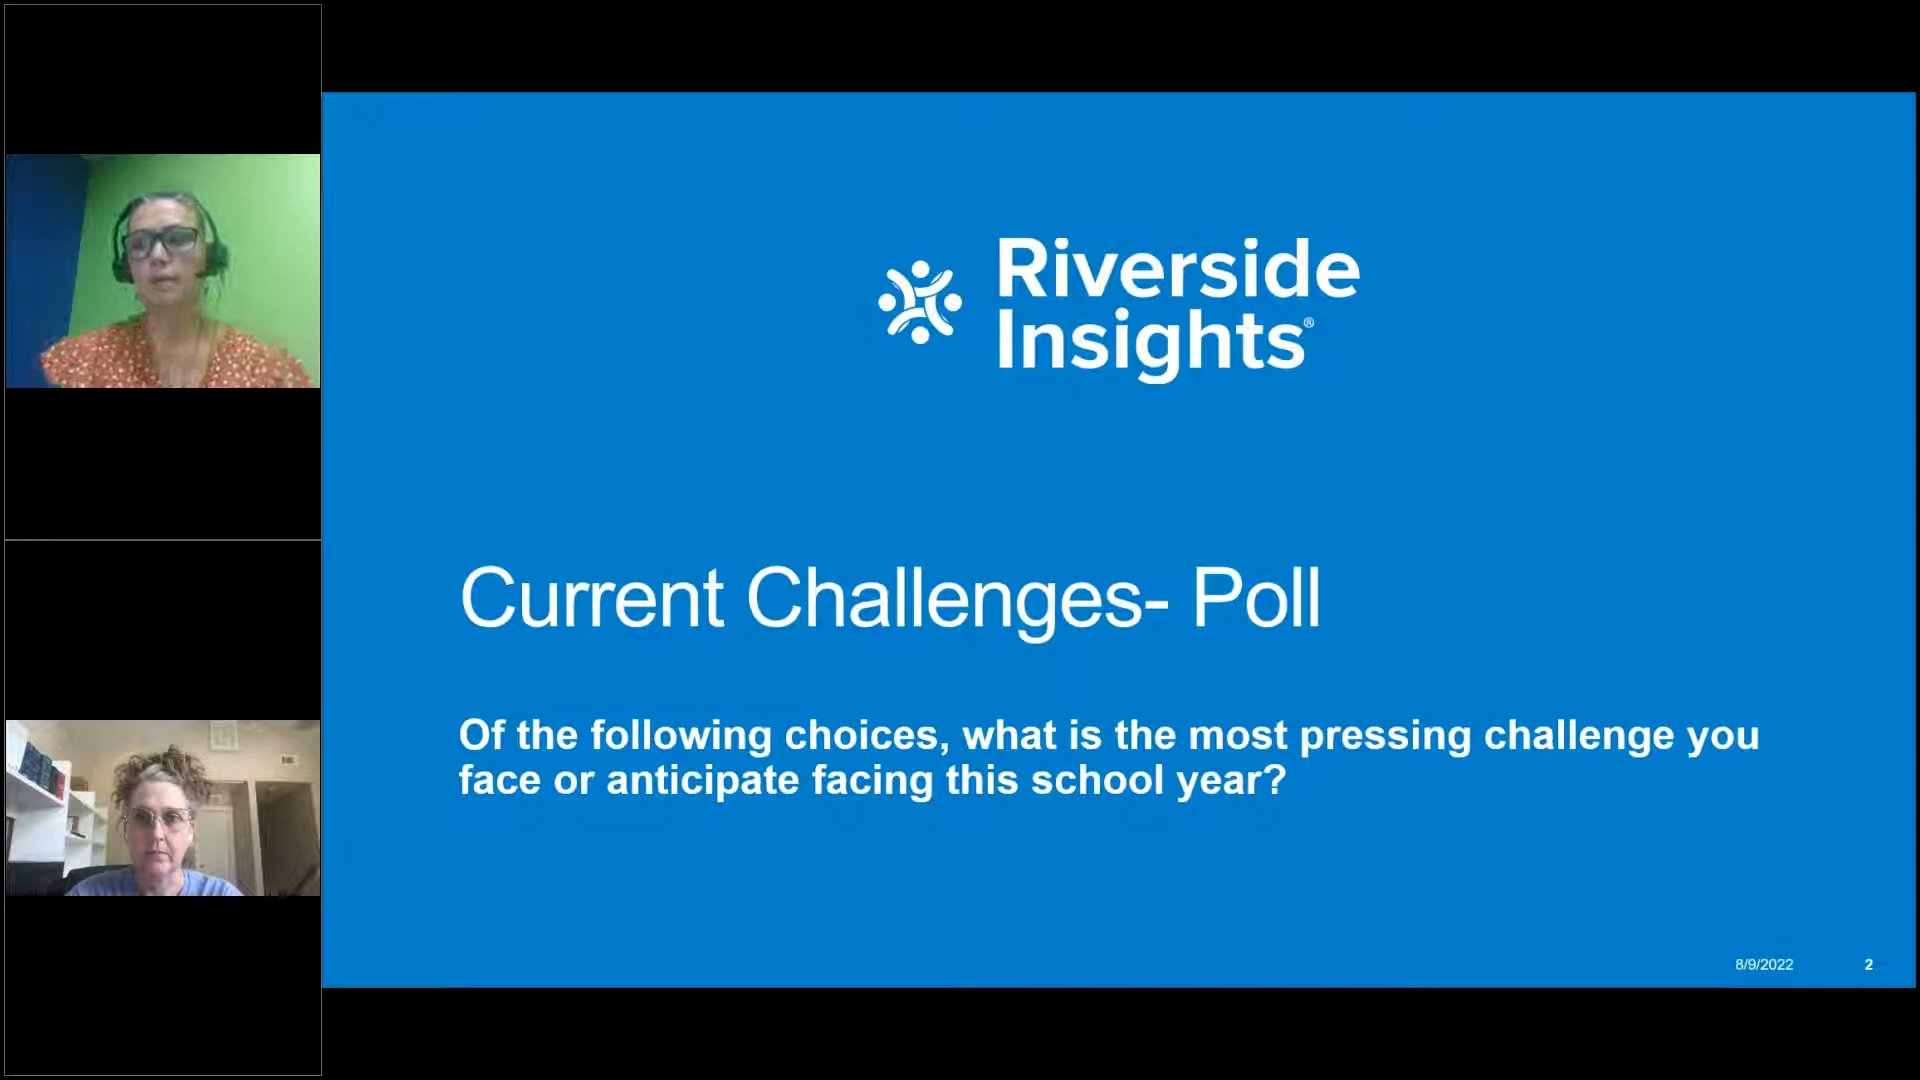 Riverside
Insights®
Current Challenges- Poll
Of the following choices, what is the most pressing challenge you
face or anticipate facing this school year?
8/9/2022
2